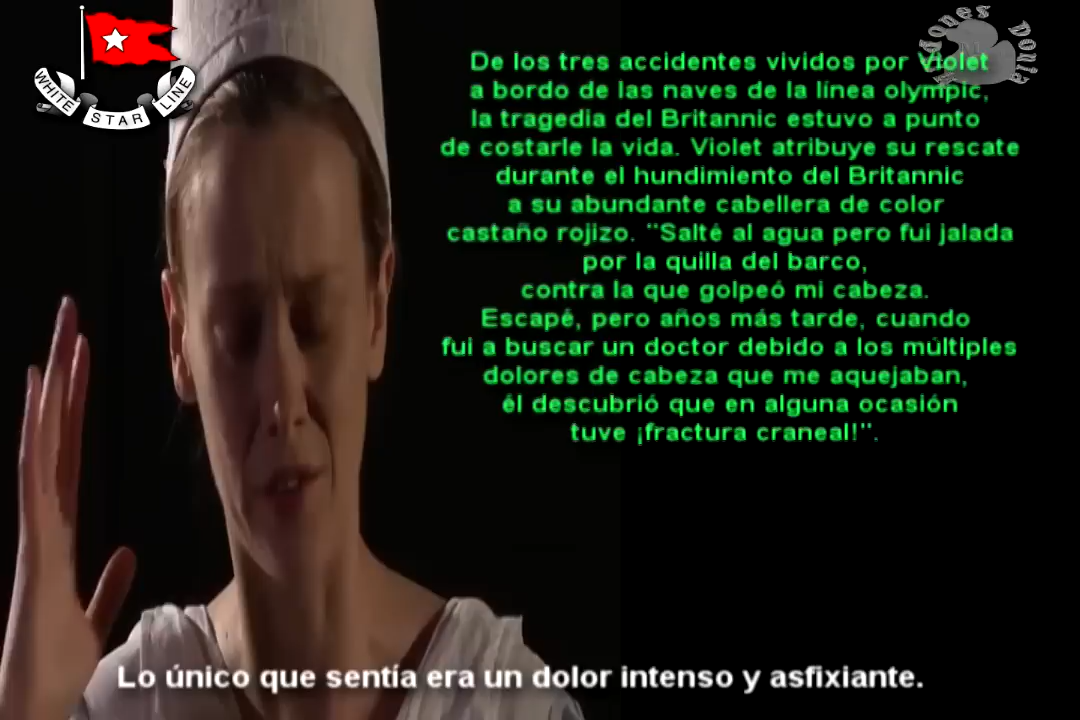 WHITE STAR LINE
De los tres accidentes vividos por Violet
a bordo de las naves de la línea olympic,
la tragedia del Britannic estuvo a punto
de costarle la vida. Violet atribuye su rescate
durante el hundimiento del Britannic
a su abundante cabellera de color
castaño rojizo. "Salté al agua pero fui jalada
por la quilla del barco,
contra la que golpeó mi cabeza.
Escapé, pero años más tarde, cuando
fui a buscar un doctor debido a los múltiples
dolores de cabeza que me aquejaban,
él descubrió que en alguna ocasión
tuve ¡fractura craneal!".
Lo único que sentía era un dolor intenso y asfixiante.